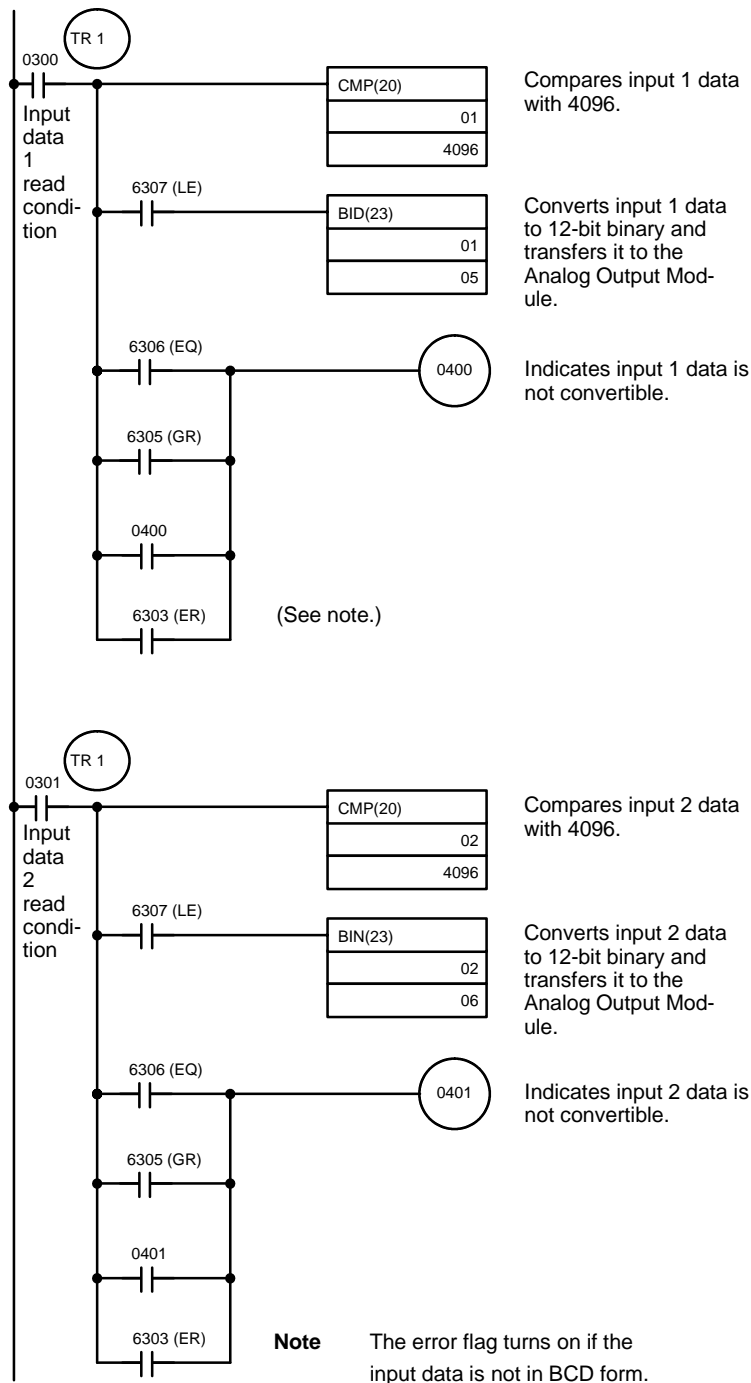 TR 1
0300
Input
data
1
read
condi-
tion
CMP(20)
01
4096
Compares input 1 data
with 4096.
6307 (LE)
BID(23)
01
05
Converts input 1 data
to 12-bit binary and
transfers it to the
Analog Output Mod-
ule.
6306 (EQ)
0400
Indicates input 1 data is
not convertible.
6305 (GR)
0400
6303 (ER)
(See note.)
TR 1
0301
Input
data
2
read
condi-
tion
CMP(20)
02
4096
Compares input 2 data
with 4096.
6307 (LE)
BIN(23)
02
06
Converts input 2 data
to 12-bit binary and
transfers it to the
Analog Output Mod-
ule.
6306 (EQ)
0401
Indicates input 2 data is
not convertible.
6305 (GR)
0401
6303 (ER)
Note The error flag turns on if the
input data is not in BCD form.